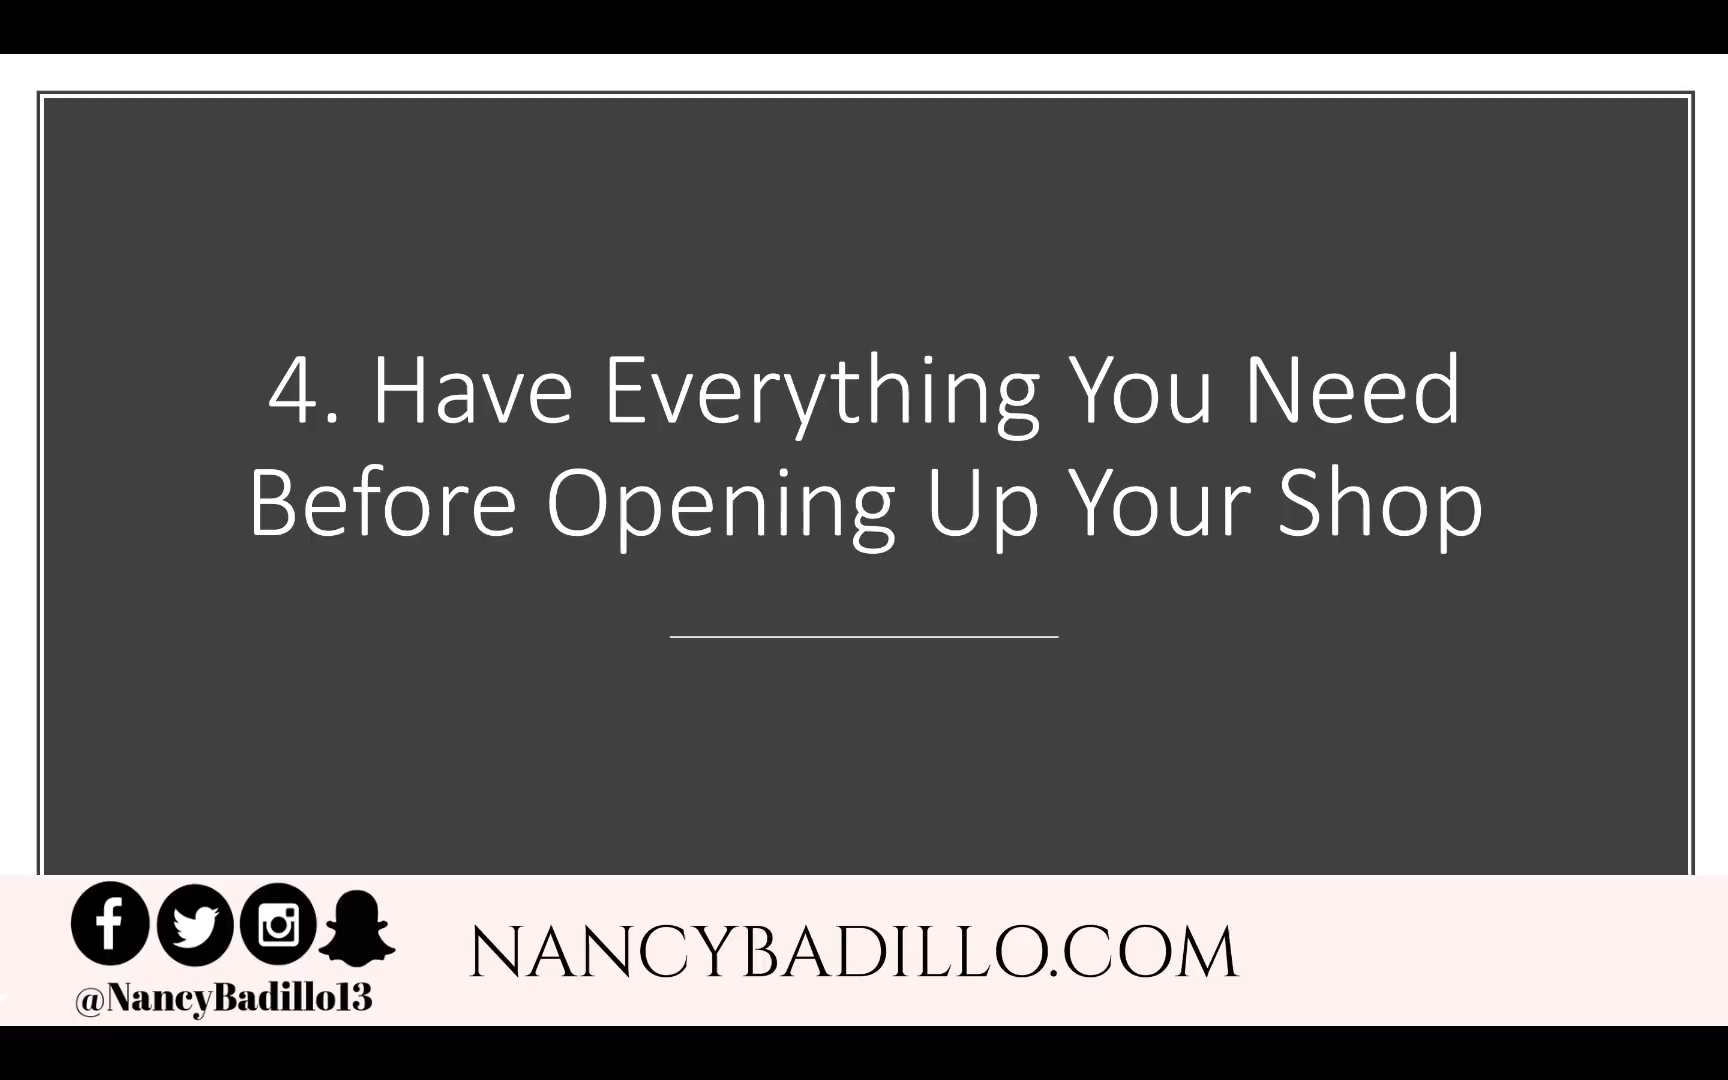 4. Have Everything You Need
Before Opening Up Your Shop
@NancyBadillo13
NANCYBADILLO.COM